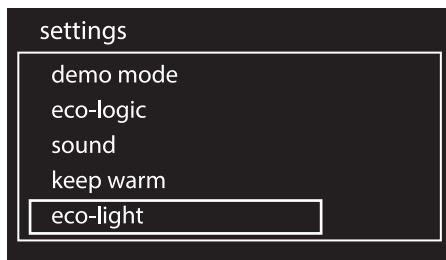 settings
demo mode
eco-logic
sound
keep warm
eco-light